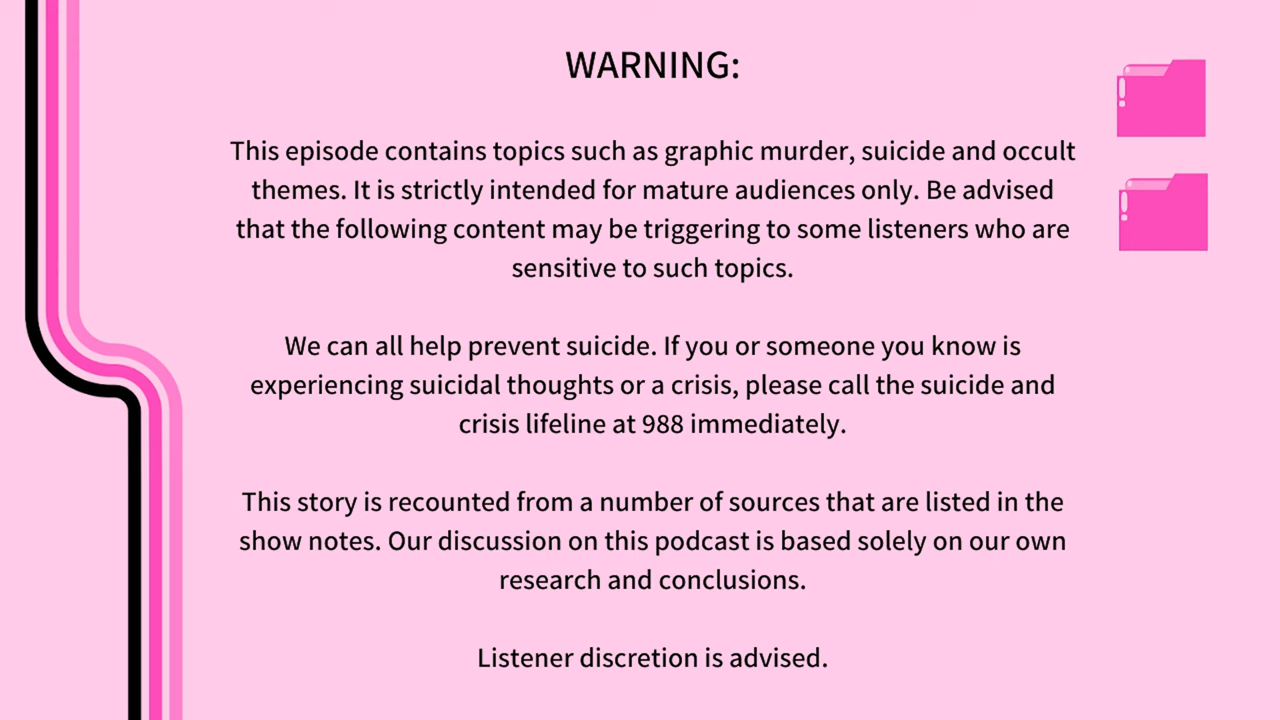 WARNING:
This episode contains topics such as graphic murder, suicide and occult
themes. It is strictly intended for mature audiences only. Be advised
that the following content may be triggering to some listeners who are
sensitive to such topics.
We can all help prevent suicide. If you or someone you know is
experiencing suicidal thoughts or a crisis, please call the suicide and
crisis lifeline at 988 immediately.
This story is recounted from a number of sources that are listed in the
show notes. Our discussion on this podcast is based solely on our own
research and conclusions.
Listener discretion is advised.